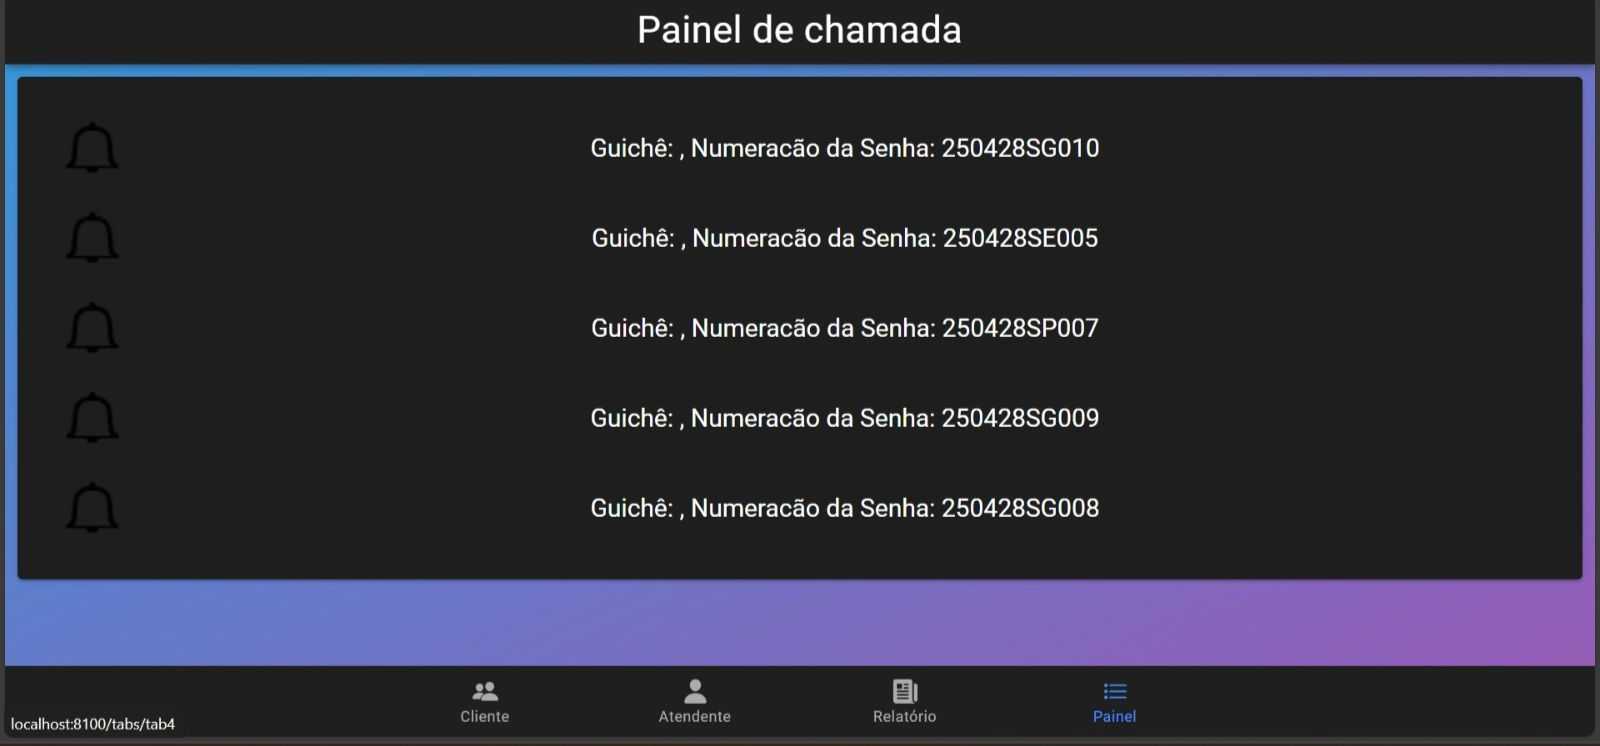 Painel de chamada
Guichê: , Numeracão da Senha: 250428SG010
Guichê: , Numeracão da Senha: 250428SE005
Guichê: , Numeracão da Senha: 250428SP007
Guichê: , Numeracão da Senha: 250428SG009
Guichê: , Numeracão da Senha: 250428SG008
Cliente
Atendente
Relatório
Painel
localhost:8100/tabs/tab4